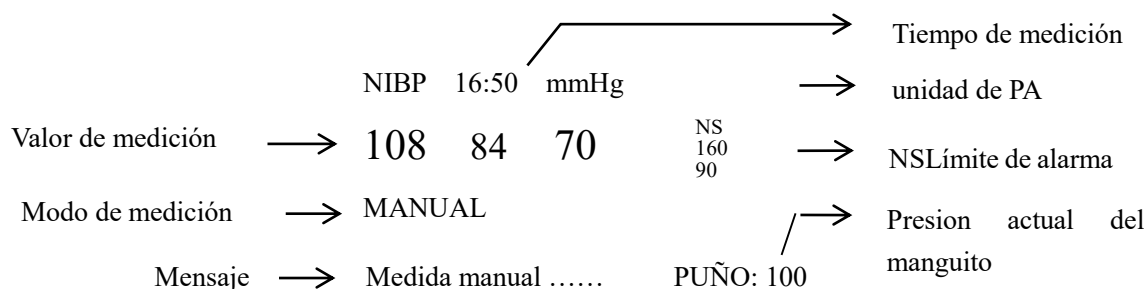 Tiempo de medición
NIBP 16:50 mmHg
unidad de PA
Valor de medición
108 84 70
NS
160
90
NSLímite de alarma
Modo de medición
MANUAL
Presion actual del
manguito
Mensaje
Medida manual ……
PUÑO: 100